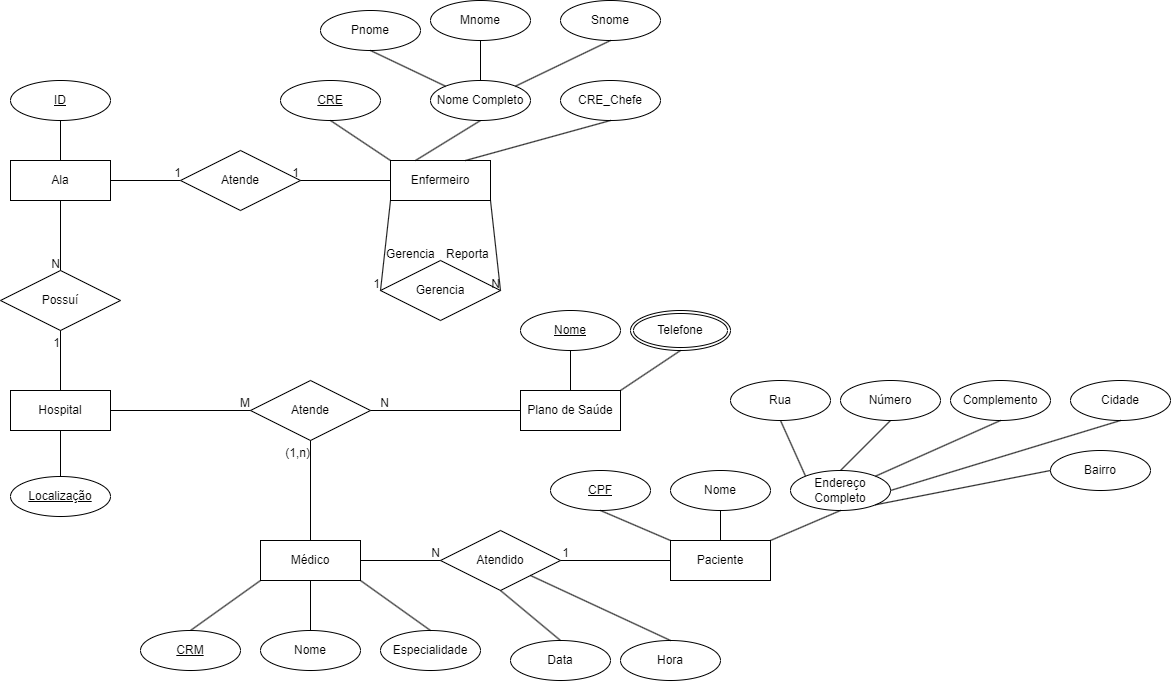 Pnome
Mnome
Snome
ID
CRE
Nome Completo
CRE_Chefe
Ala
1
Atende
1
Enfermeiro
Gerencia
Reporta
N
1
Gerencia
N
Possuí
1
Nome
Telefone
Hospital
M
Atende
N
Plano de Saúde
Rua
Número
Complemento
Cidade
(1,n)
Bairro
Localização
CPF
Nome
Endereço
Completo
Médico
N
Atendido
1
Paciente
CRM
Nome
Especialidade
Data
Hora